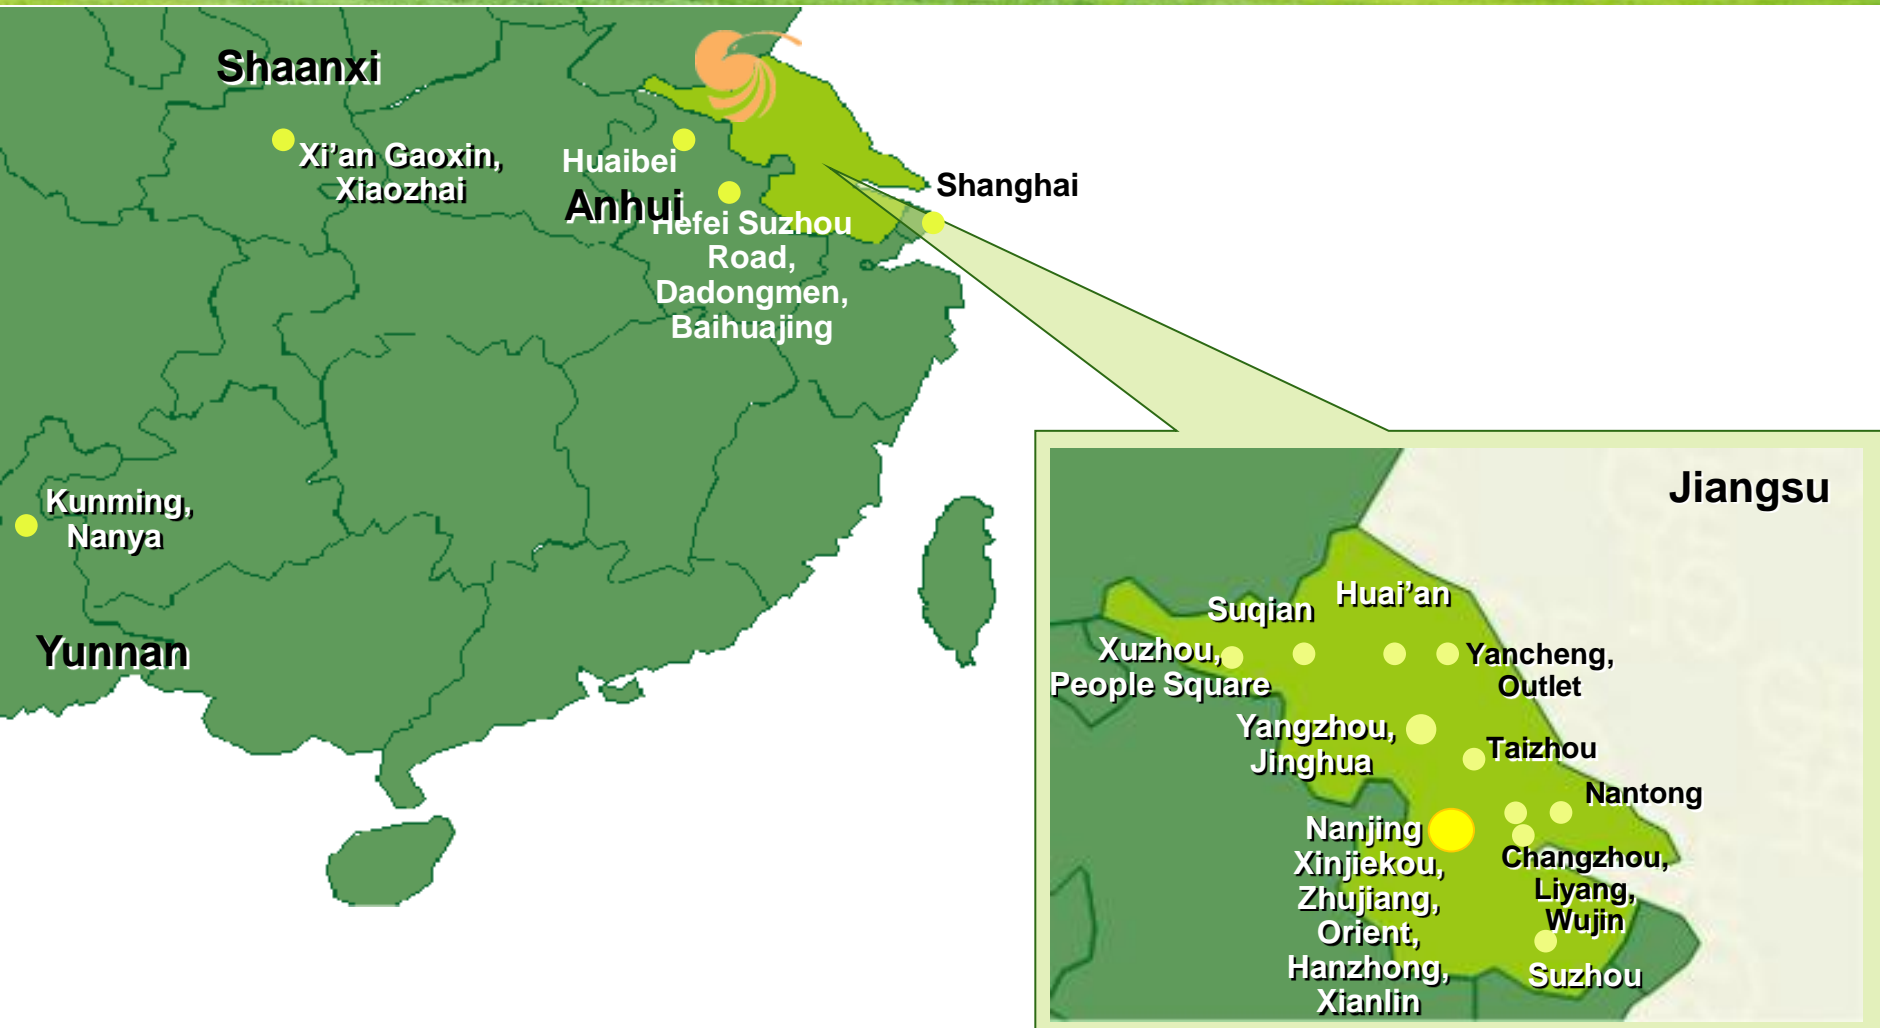 Shaanxi
Xi’an Gaoxin,
Xiaozhai
Huaibei
Anhui
Hefei Suzhou
Road,
Dadongmen,
Baihuajing
Shanghai
Kunming,
Nanya
Yunnan
Jiangsu
Suqian
Huai’an
Xuzhou,
People Square
Yancheng,
Outlet
Yangzhou,
Jinghua
Taizhou
Nantong
Nanjing
Xinjiekou,
Zhujiang,
Orient,
Hanzhong,
Xianlin
Changzhou,
Liyang,
Wujin
Suzhou